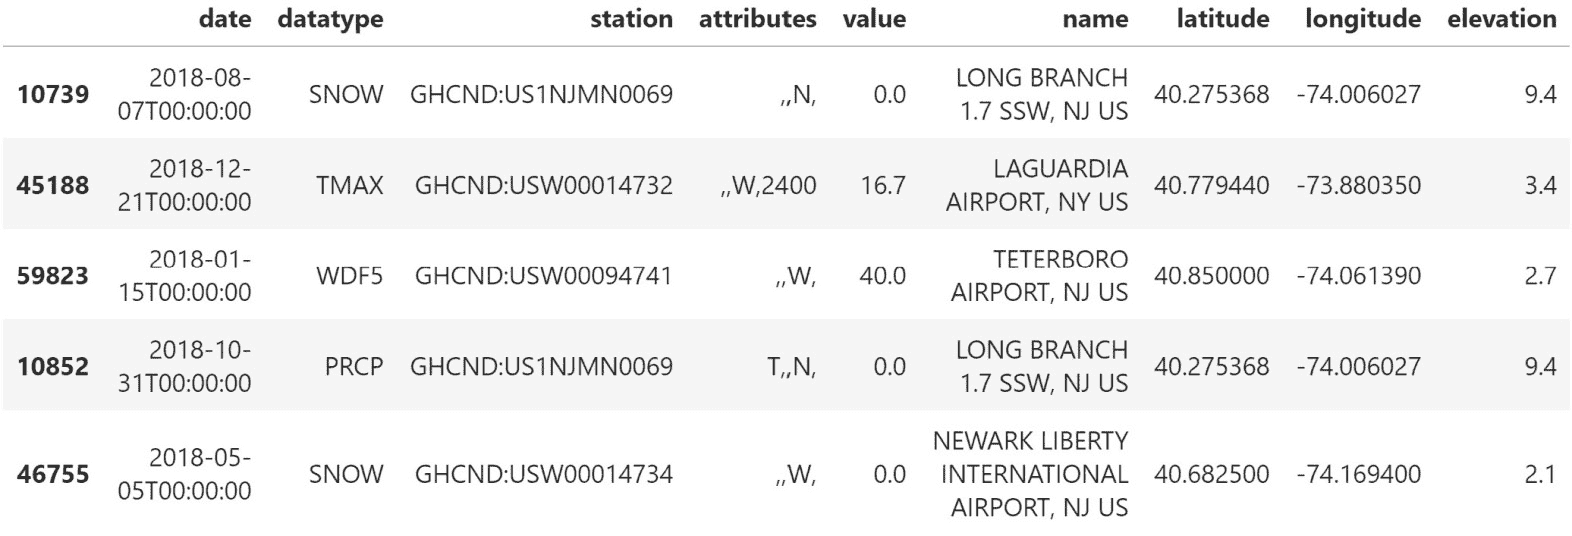 date datatype station attributes value name latitude longitude elevation
2018-08- LONG BRANCH
10739 SNOW GHCND:US1NJMN0069 ,,N, 0.0 40.275368 -74.006027 9.4
07T00:00:00 1.7 SSW, NJ US
2018-12- LAGUARDIA
45188 TMAX GHCND:USW00014732 ,,W,2400 16.7 40.779440 -73.880350 3.4
21T00:00:00 AIRPORT, NY US
2018-01- TETERBORO
59823 WDF5 GHCND:USW00094741 ,,W, 40.0 40.850000 -74.061390 2.7
15T00:00:00 AIRPORT, NJ US
2018-10- LONG BRANCH
10852 PRCP GHCND:US1NJMN0069 T,,N, 0.0 40.275368 -74.006027 9.4
31T00:00:00 1.7 SSW, NJ US
NEWARK LIBERTY
2018-05-
46755 SNOW GHCND:USW00014734 ,,W, 0.0 INTERNATIONAL 40.682500 -74.169400 2.1
05T00:00:00
AIRPORT, NJ US